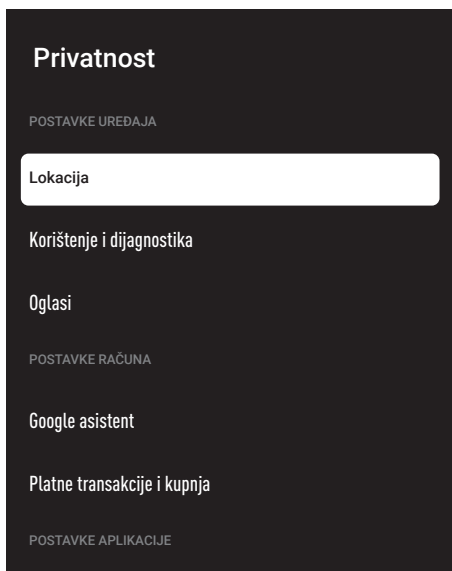 Privatnost
POSTAVKE UREĐAJA
Lokacija
Korištenje i dijagnostika
Oglasi
POSTAVKE RAČUNA
Google asistent
Platne transakcije i kupnja
POSTAVKE APLIKACIJE